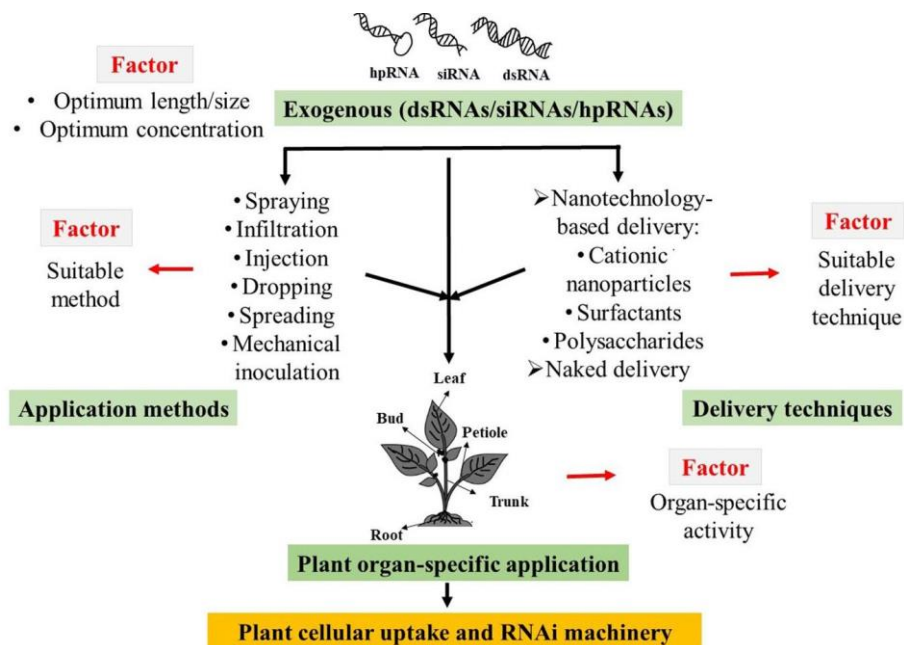 hpRNA siRNA dsRNA
Factor
• Optimum length/size
• Optimum concentration
Exogenous (dsRNAs/siRNAs/hpRNAs)
Factor
Suitable
method
• Spraying
• Infiltration
• Injection
• Dropping
• Spreading
• Mechanical
inoculation
Application methods
➢Nanotechnology-
based delivery:
• Cationic
nanoparticles
• Surfactants
• Polysaccharides
➢Naked delivery
Delivery techniques
Factor
Suitable
delivery
technique
Leaf
Bud
Petiole
Trunk
Root
Factor
Organ-specific
activity
Plant organ-specific application
Plant cellular uptake and RNAi machinery